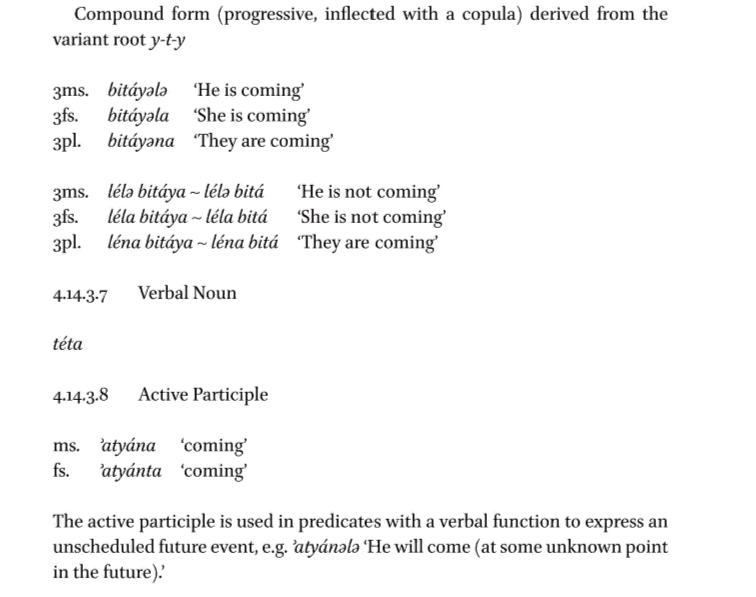 Compound form (progressive, inflected with a copula) derived from the
variant root y-t-y
3ms. bitáyələ ‘He is coming’
3fs. bitáyəla ‘She is coming’
3pl. bitáyəna ‘They are coming’
3ms. lélə bitáya ~ lélə bitá ‘He is not coming’
3fs. léla bitáya ~ léla bitá ‘She is not coming’
3pl. léna bitáya ~ léna bitá ‘They are coming’
4.14.3.7 Verbal Noun
téta
4.14.3.8 Active Participle
ms. ʾatyána ‘coming’
fs. ʾatyánta ‘coming’
The active participle is used in predicates with a verbal function to express an
unscheduled future event, e.g. ʾatyánələ ‘He will come (at some unknown point
in the future).’